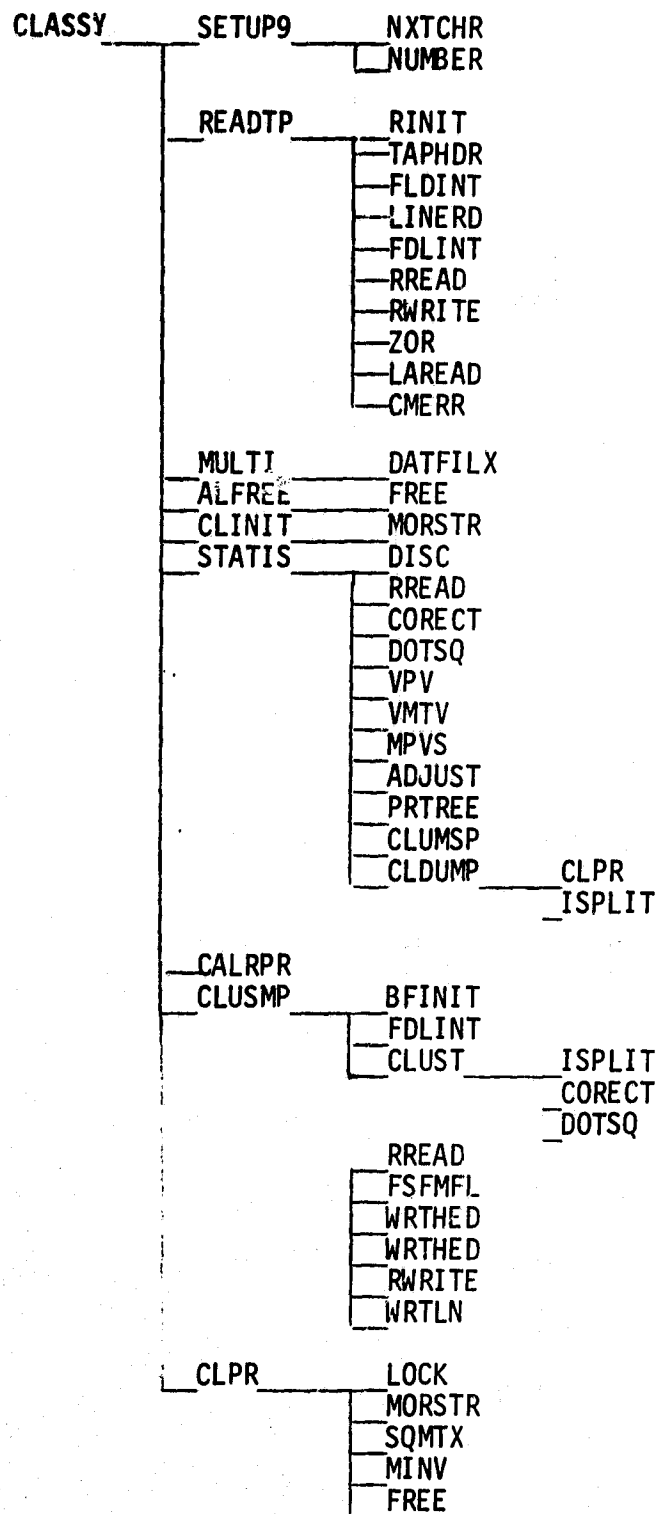 CLASSY SETUP9 NXTCHR
NUMBER
READTP RINIT
TAPHDR
FLDINT
LINERD
FDLINT
RREAD
RWRITE
ZOR
LAREAD
CMERR
MULTI DATFILX
ALFREE FREE
CLINIT MORSTR
STATIS DISC
RREAD
CORECT
DOTSQ
VPV
VMTV
MPVS
ADJUST
PRTREE
CLUMSP
CLDUMP CLPR
ISPLIT
CALRPR
CLUSMP BFINIT
FDLINT
CLUST ISPLIT
CORECT
DOTSQ
RREAD
FSFMFL
WRTHED
WRTHED
RWRITE
WRTLN
CLPR LOCK
MORSTR
SQMTX
MINV
FREE